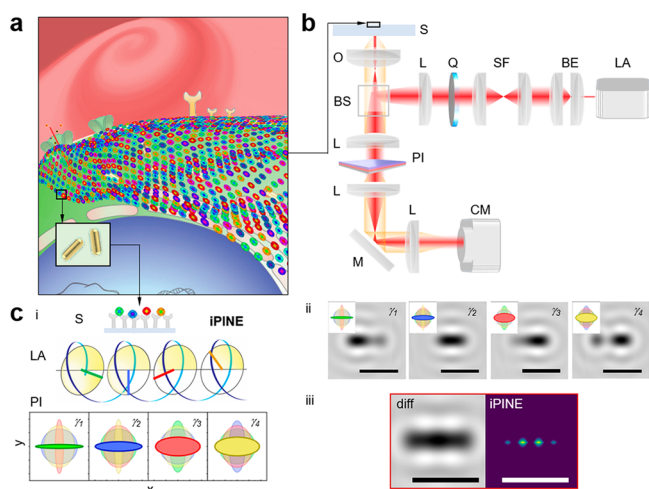 a
b
S
O
L
Q
SF
BE
LA
BS
L
PI
L
L
CM
M
c
i
S
iPINE
LA
PI
γ1
γ2
γ3
γ4
y
ii
γ1
γ2
γ3
γ4
iii
diff
iPINE